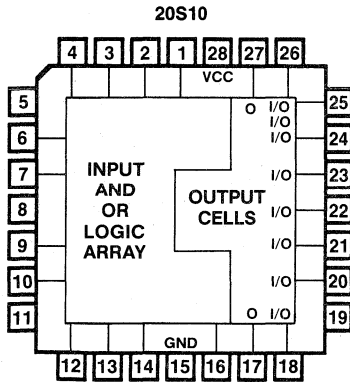 20S10
4 3 2 1 28 27 26
VCC
5 25
O I/O
I/O
6 I/O 24
7 INPUT I/O 23
AND
8 OR OUTPUT I/O 22
LOGIC CELLS
9 ARRAY I/O 21
10 I/O 20
11 O I/O 19
GND
12 13 14 15 16 17 18